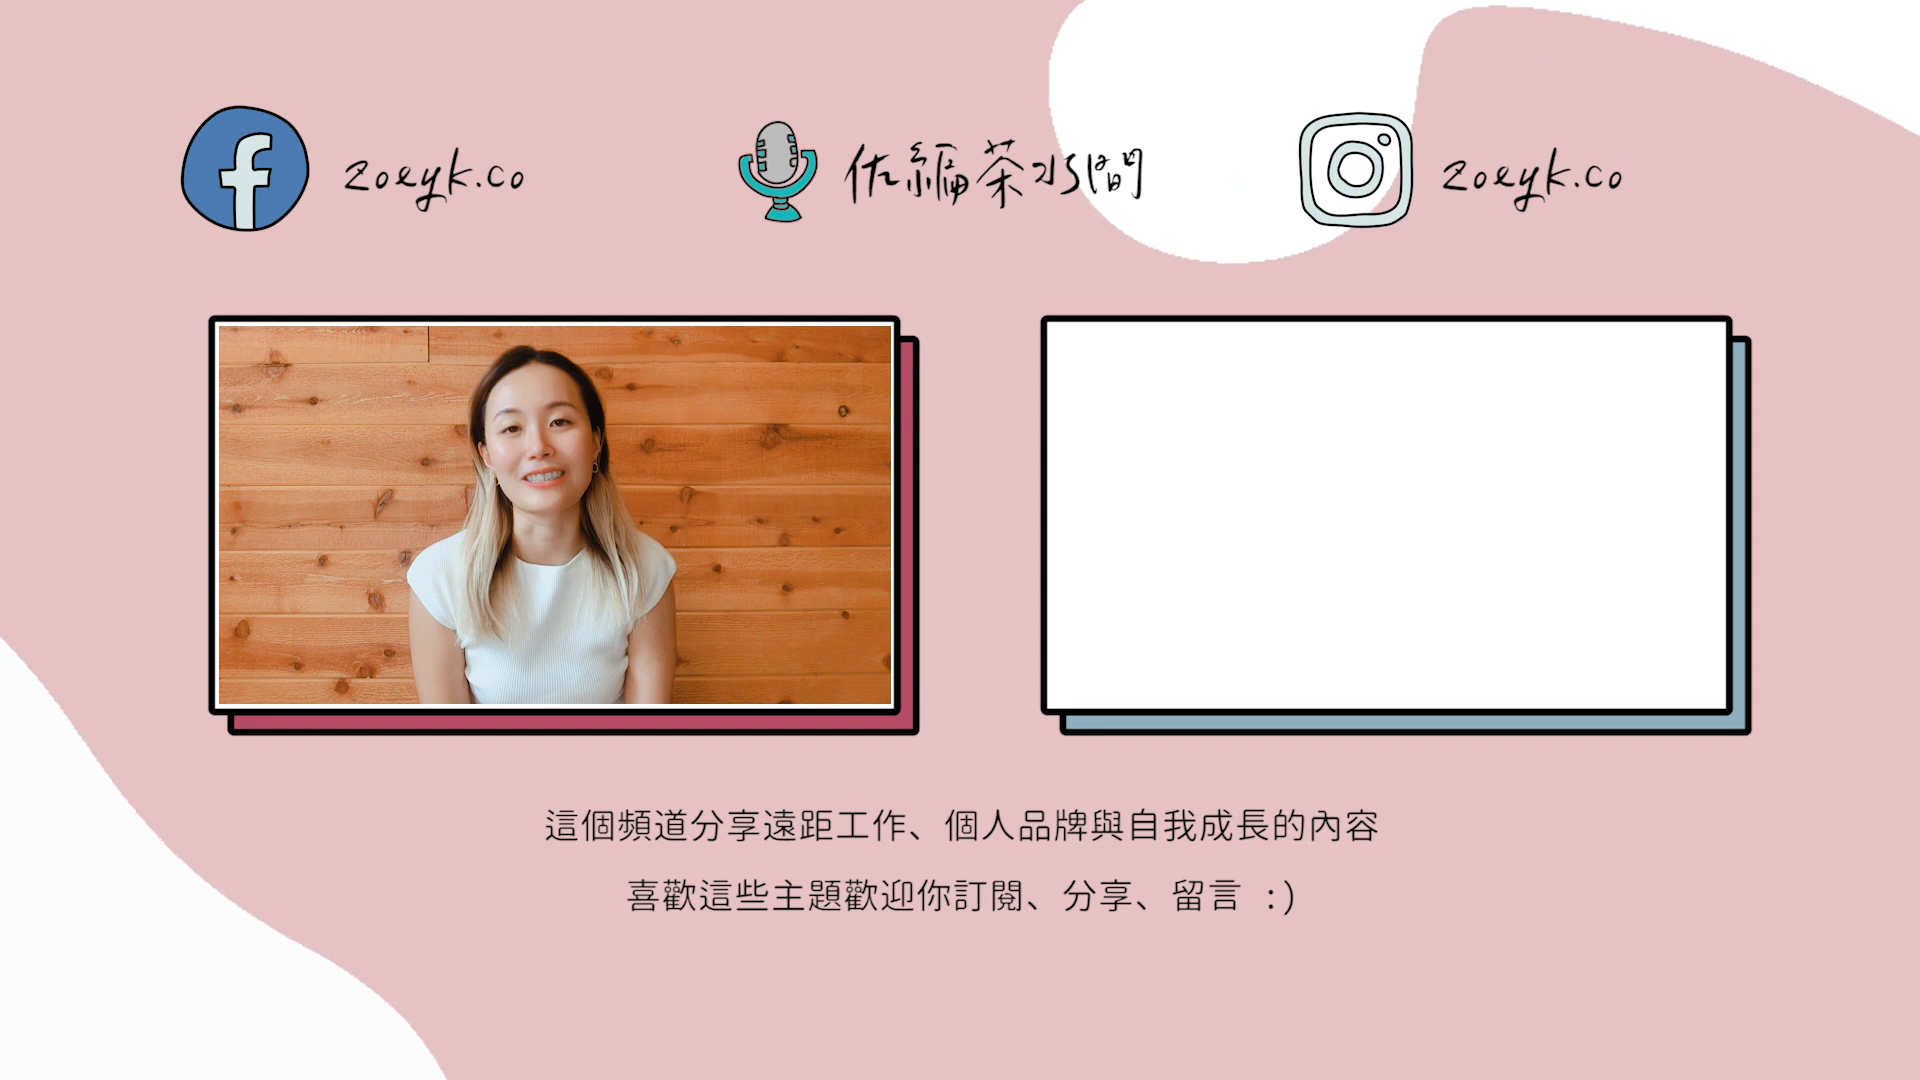 zoeyk.co
佐編茶水間
zoeyk.co
這個頻道分享遠距工作、個人品牌與自我成長的內容
喜歡這些主題歡迎你訂閱、分享、留言 :)